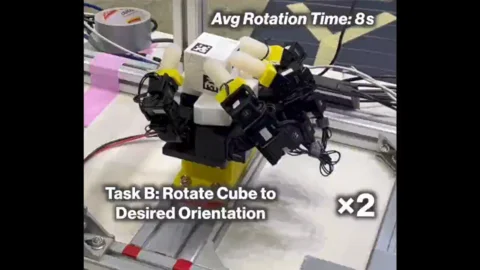 Avg Rotation Time: 8s
Task B: Rotate Cube to
Desired Orientation
×2